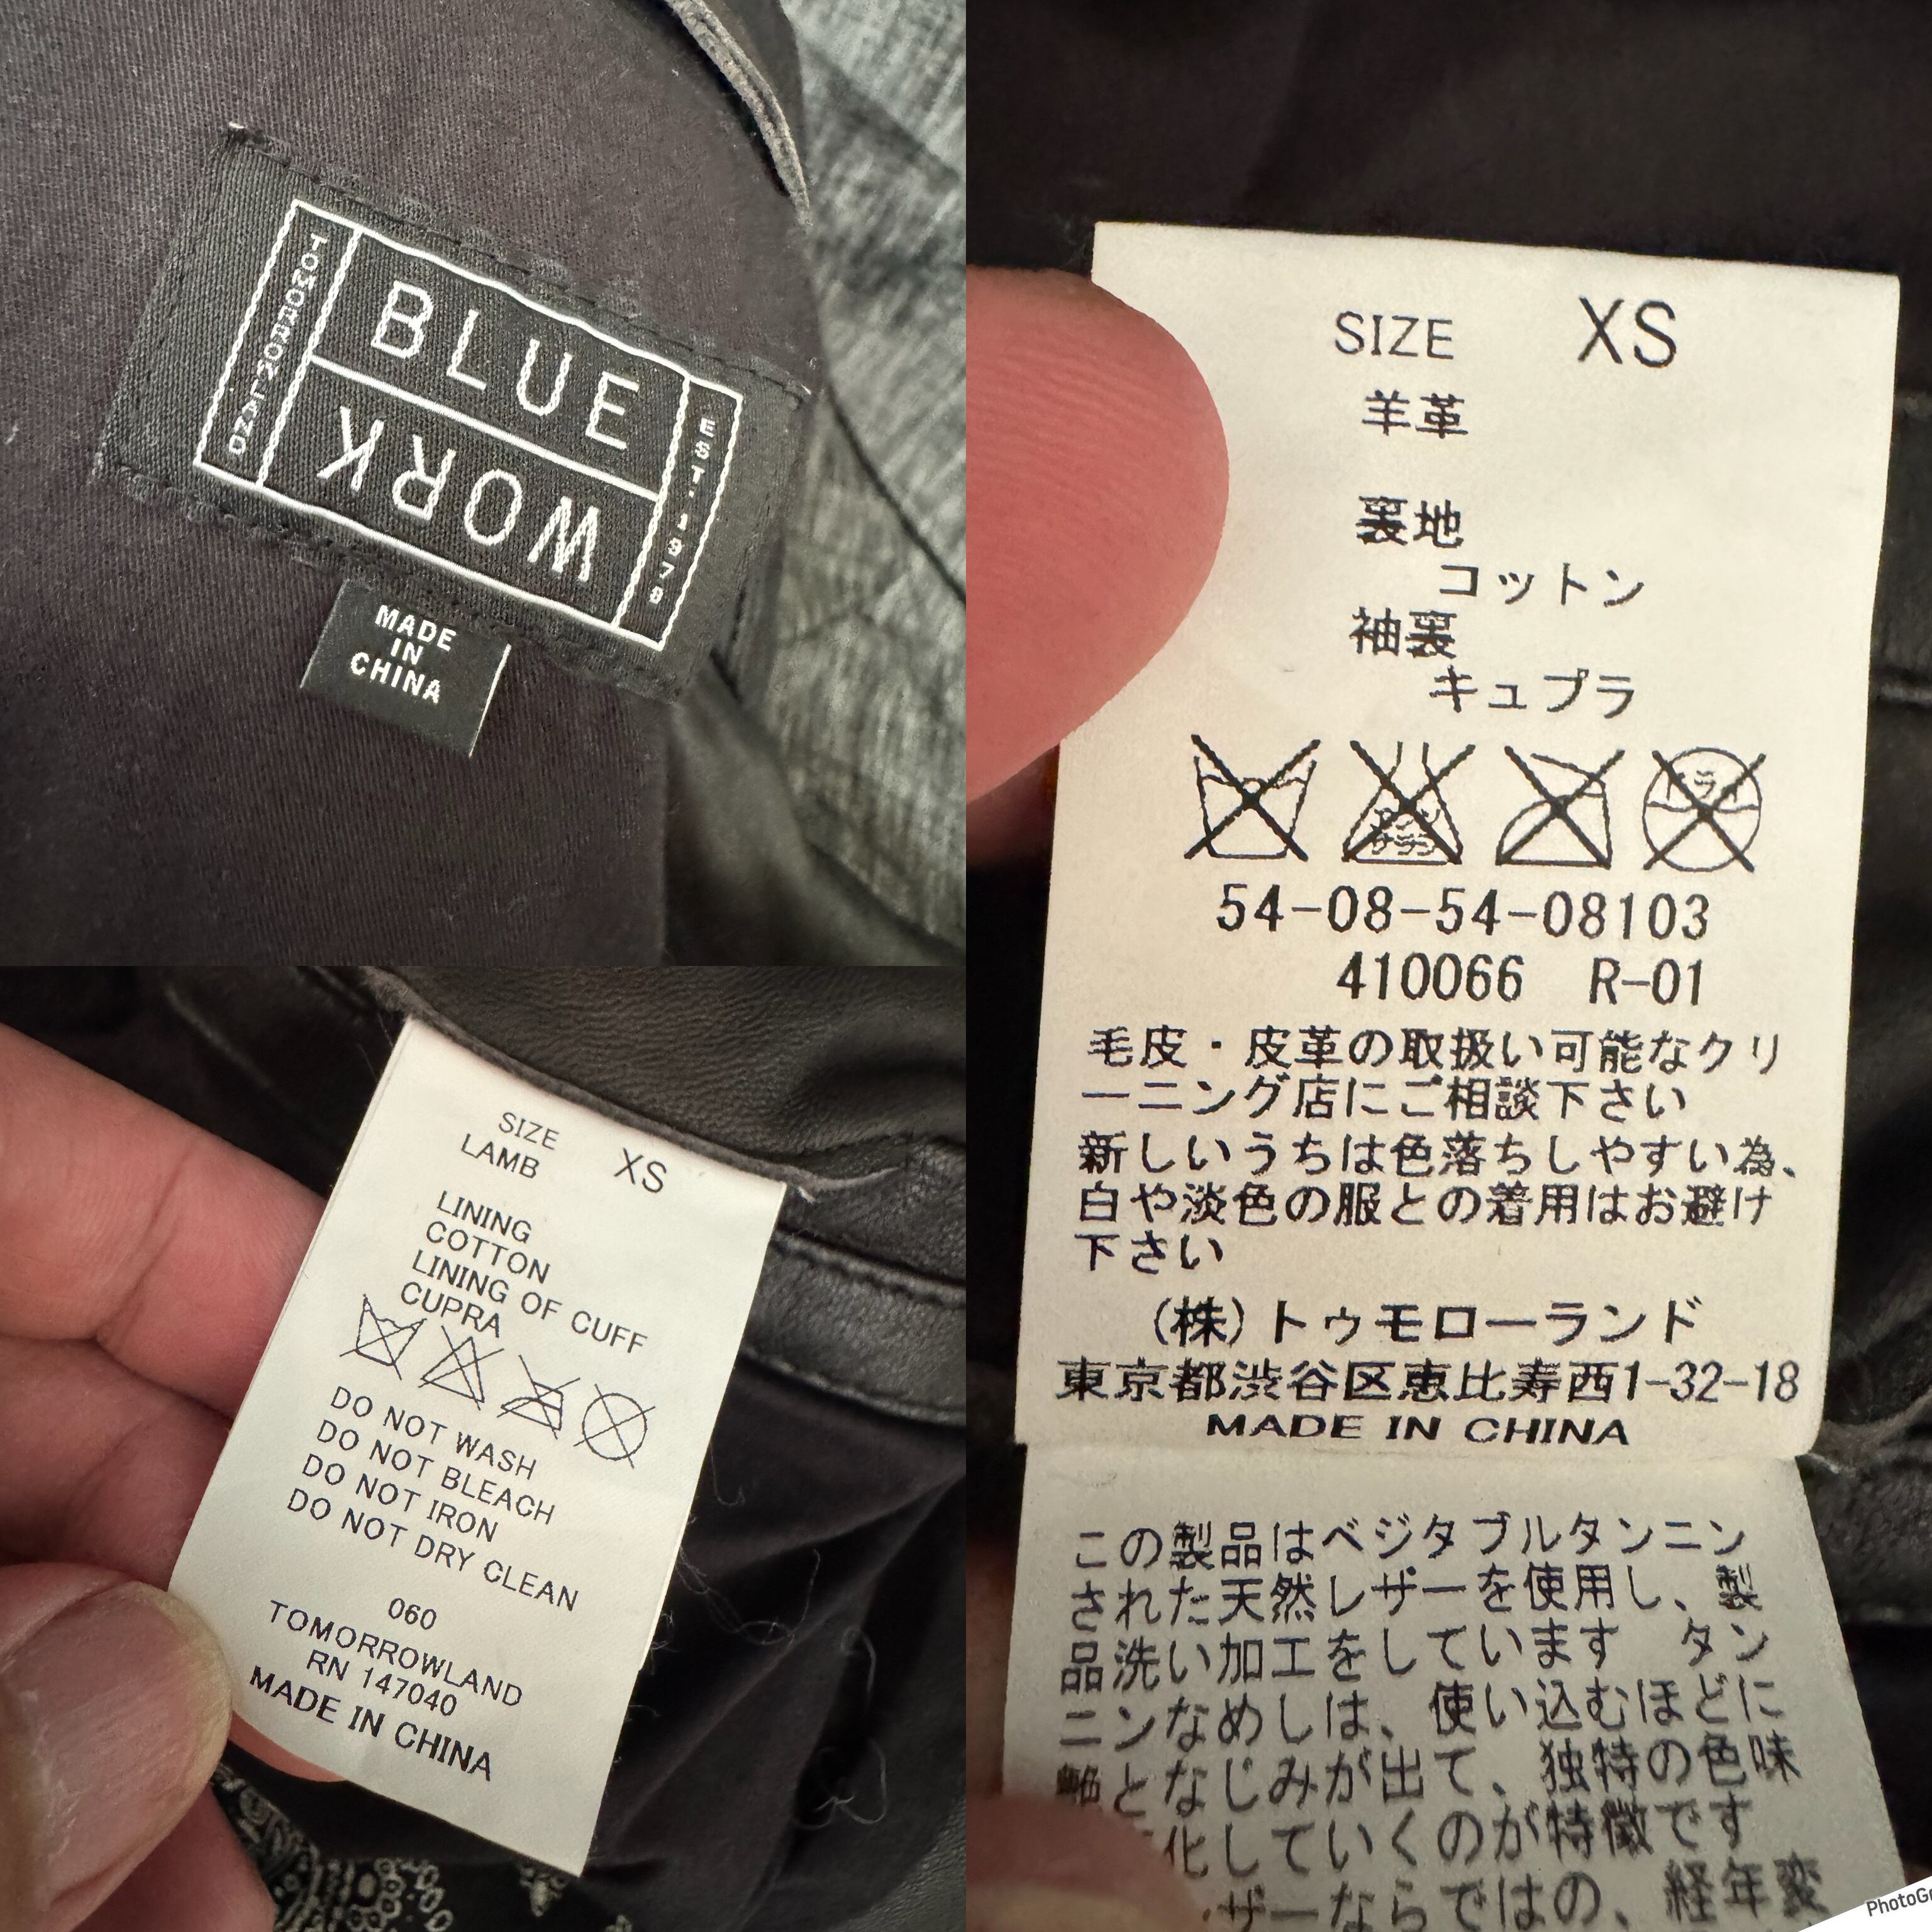 TOMORROWLAND
BLUE
WORK
EST. 1978
MADE
IN
CHINA
SIZE XS
羊革
裏地
コットン
袖裏
キュプラ
ドライ
54-08-54-08103
410066 R-01
毛皮・皮革の取扱い可能なクリ
ーニング店にご相談下さい
新しいうちは色落ちしやすい為、
白や淡色の服との着用はお避け
下さい
(株)トゥモローランド
東京都渋谷区恵比寿西1-32-18
MADE IN CHINA
この製品はベジタブルタンニン
された天然レザーを使用し、製
品洗い加工をしています タン
ニンなめしは、使い込むほどに
艶となじみが出て、独特の色味
化していくのが特徴です
ザーならではの、経年変
SIZE XS
LAMB
LINING
COTTON
LINING OF CUFF
CUPRA
DO NOT WASH
DO NOT BLEACH
DO NOT IRON
DO NOT DRY CLEAN
060
TOMORROWLAND
RN 147040
MADE IN CHINA